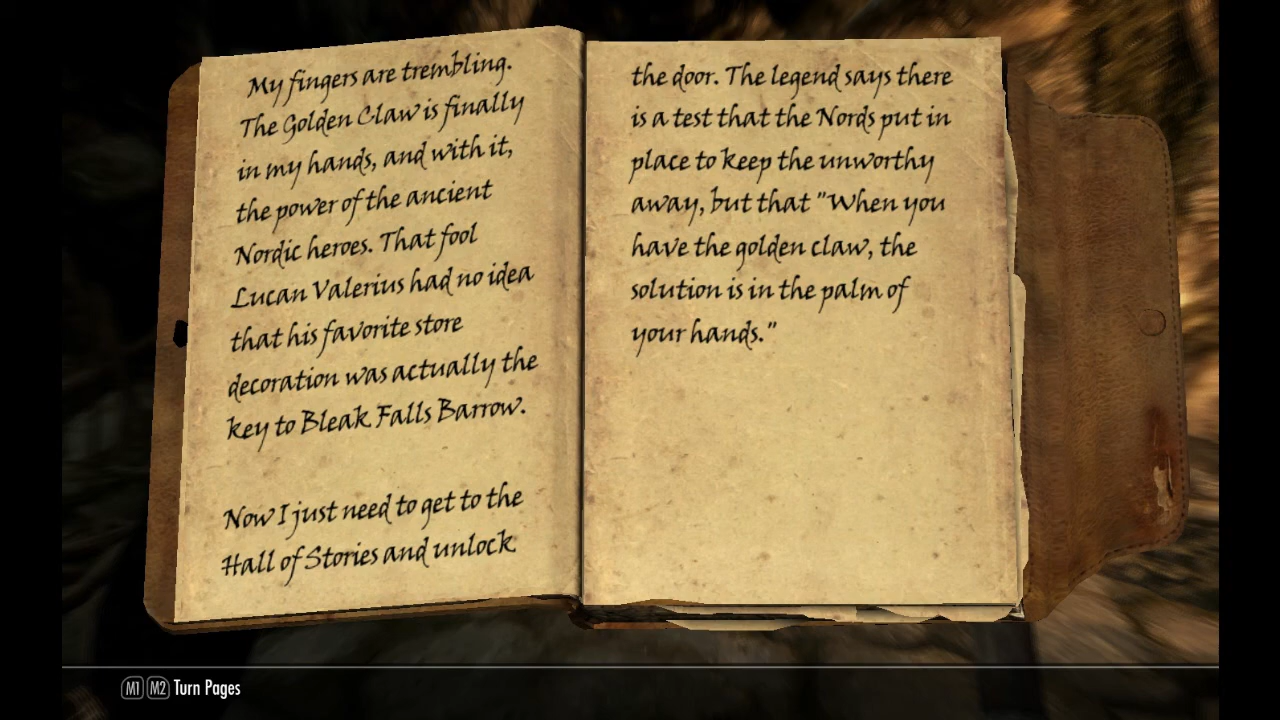 My fingers are trembling.
The Golden Claw is finally
in my hands, and with it,
the power of the ancient
Nordic heroes. That fool
Lucan Valerius had no idea
that his favorite store
decoration was actually the
key to Bleak Falls Barrow.
Now I just need to get to the
Hall of Stories and unlock
the door. The legend says there
is a test that the Nords put in
place to keep the unworthy
away, but that "When you
have the golden claw, the
solution is in the palm of
your hands."
M1 M2 Turn Pages